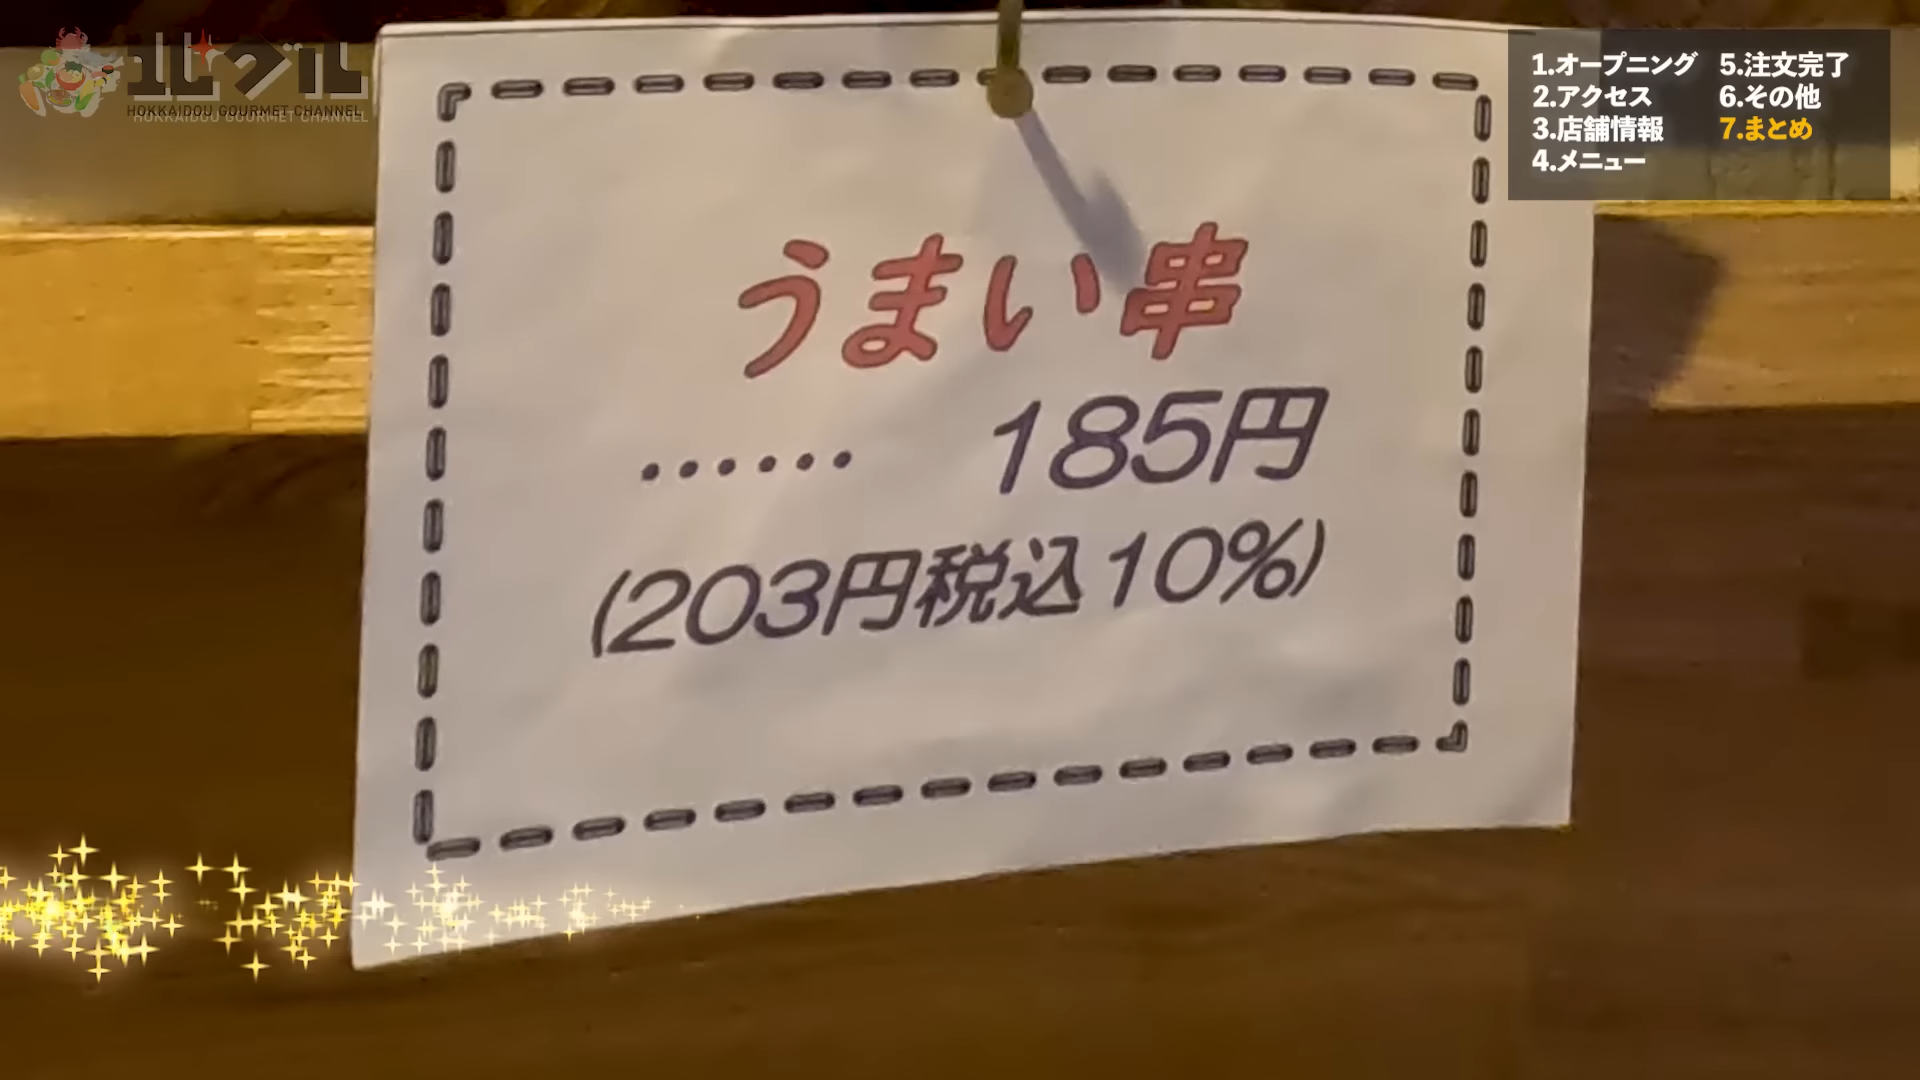 北グル
HOKKAIDOU GOURMET CHANNEL
1.オープニング
2.アクセス
3.店舗情報
4.メニュー
5.注文完了
6.その他
7.まとめ
うまい串
…… 185円
(203円税込10%)